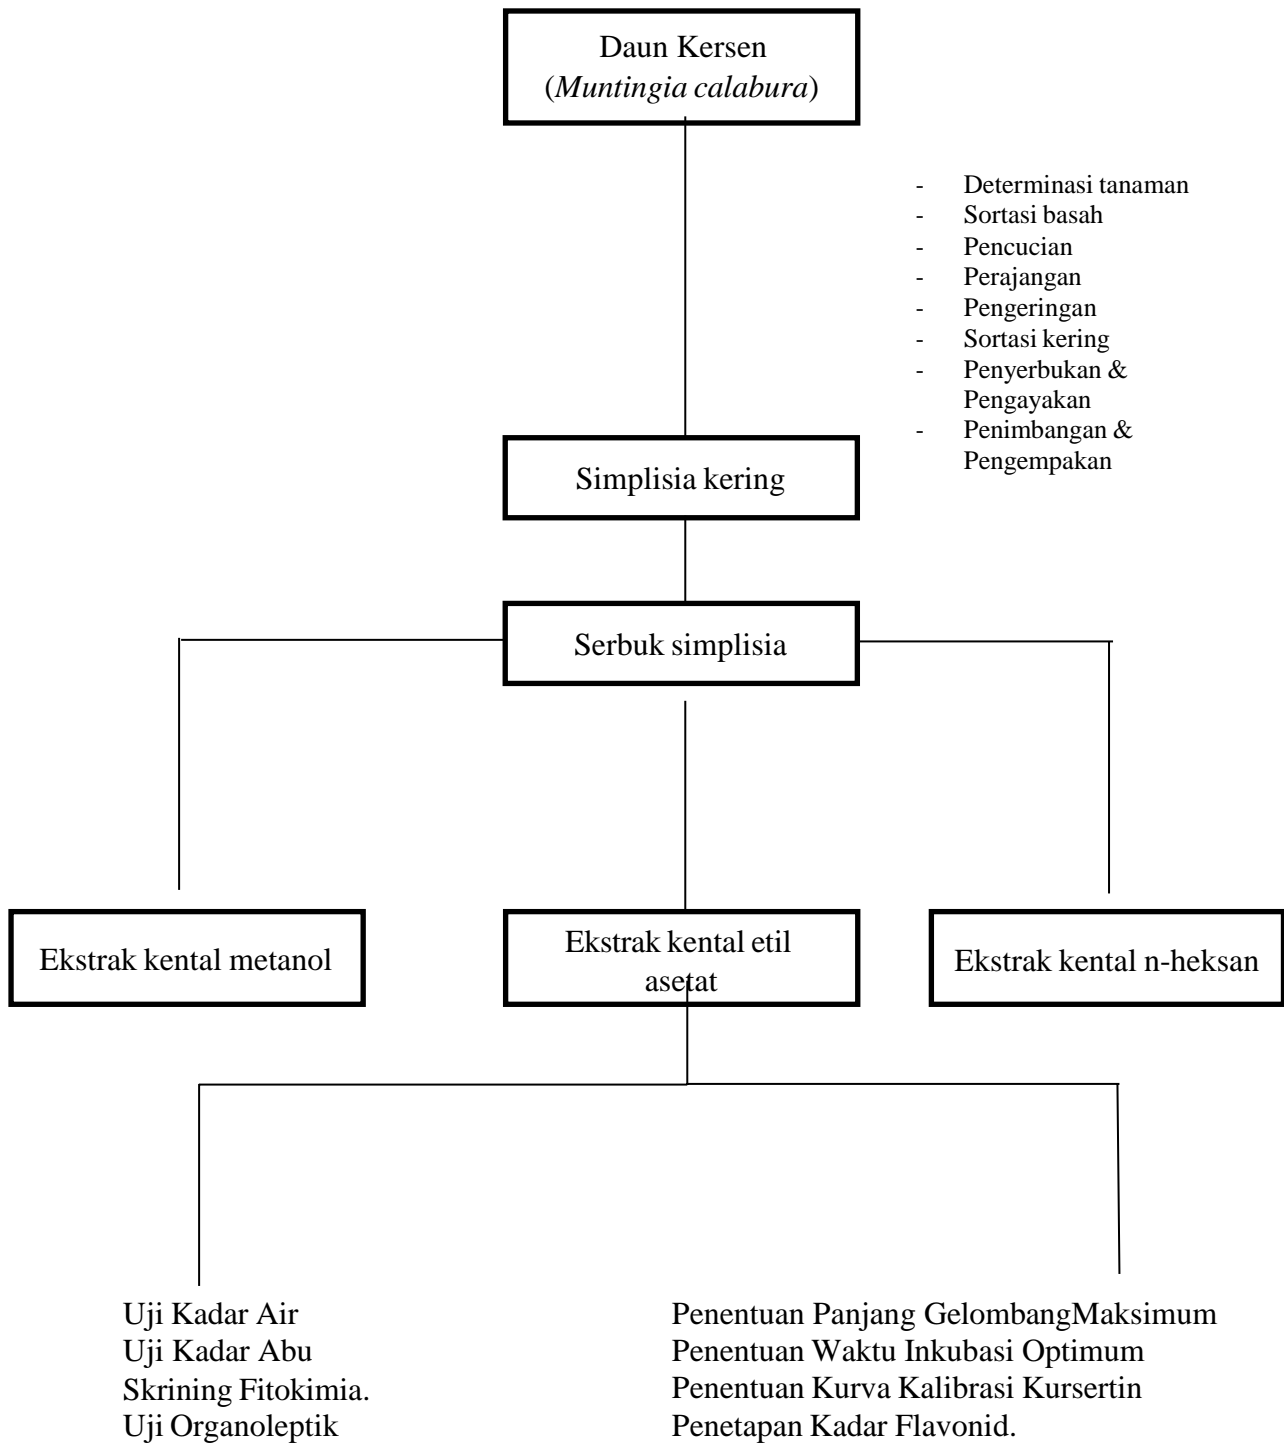 Daun Kersen
(Muntingia calabura)
- Determinasi tanaman
- Sortasi basah
- Pencucian
- Perajangan
- Pengeringan
- Sortasi kering
- Penyerbukan &
Pengayakan
- Penimbangan &
Pengempakan
Simplisia kering
Serbuk simplisia
Ekstrak kental metanol
Ekstrak kental etil
asetat
Ekstrak kental n-heksan
Uji Kadar Air
Uji Kadar Abu
Skrining Fitokimia.
Uji Organoleptik
Penentuan Panjang GelombangMaksimum
Penentuan Waktu Inkubasi Optimum
Penentuan Kurva Kalibrasi Kursertin
Penetapan Kadar Flavonid.